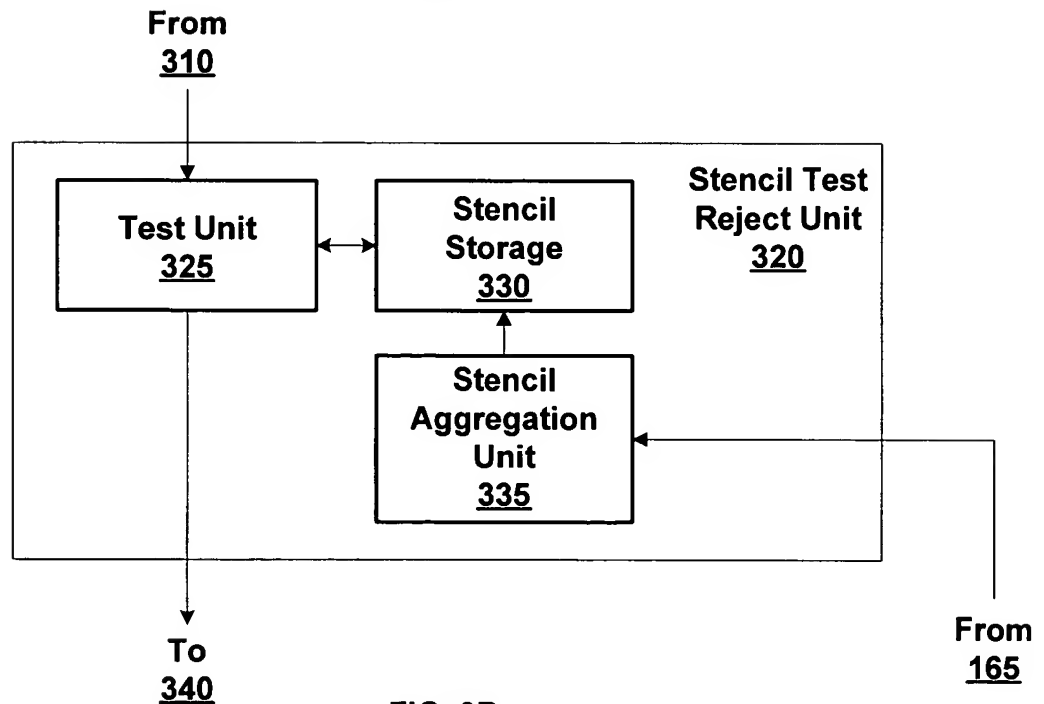 From
310
Test Unit
325
Stencil
Storage
330
Stencil Test
Reject Unit
320
Stencil
Aggregation
Unit
335
To
340
From
165